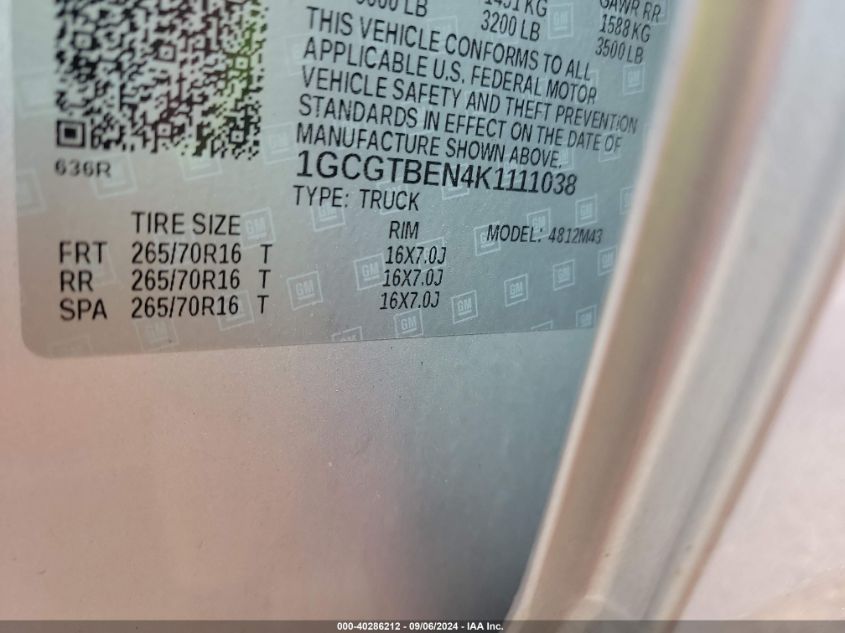 1451 KG
GAWR RR
3200 LB
1588 KG
3500 LB
THIS VEHICLE CONFORMS TO ALL
APPLICABLE U.S. FEDERAL MOTOR
VEHICLE SAFETY AND THEFT PREVENTION
STANDARDS IN EFFECT ON THE DATE OF
MANUFACTURE SHOWN ABOVE.
636R
1GCGTBEN4K1111038
TYPE: TRUCK
TIRE SIZE RIM MODEL: 4812M43
FRT 265/70R16 T 16X7.0J
RR 265/70R16 T 16X7.0J
SPA 265/70R16 T 16X7.0J
GM
000-40286212 - 09/06/2024 - IAA Inc.